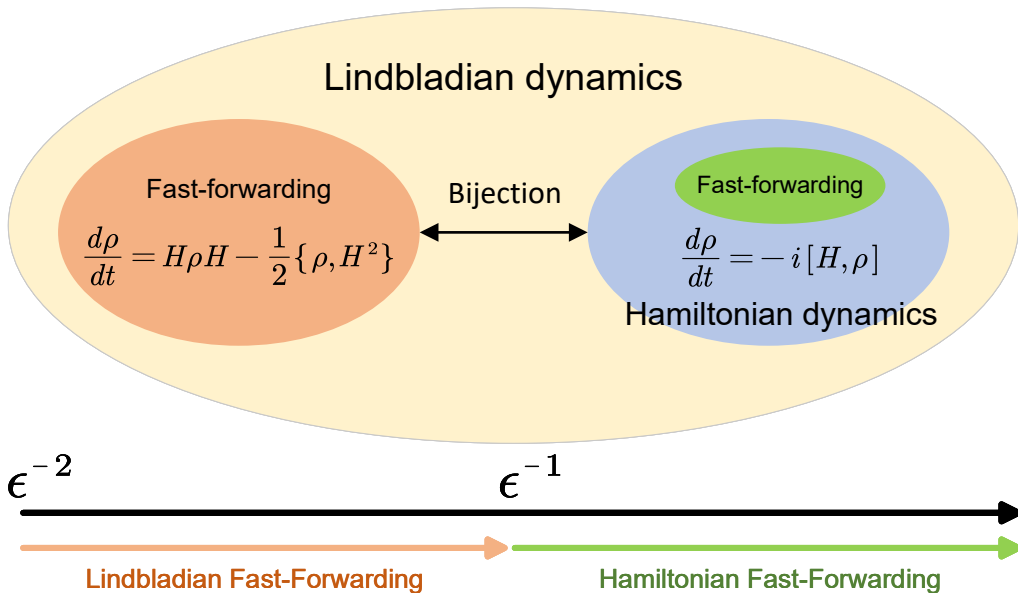 Lindbladian dynamics
Fast-forwarding
dρ/dt = HρH − 1/2 {ρ, H²}
Bijection
Fast-forwarding
dρ/dt = − i [H, ρ]
Hamiltonian dynamics
ϵ⁻²
ϵ⁻¹
Lindbladian Fast-Forwarding
Hamiltonian Fast-Forwarding